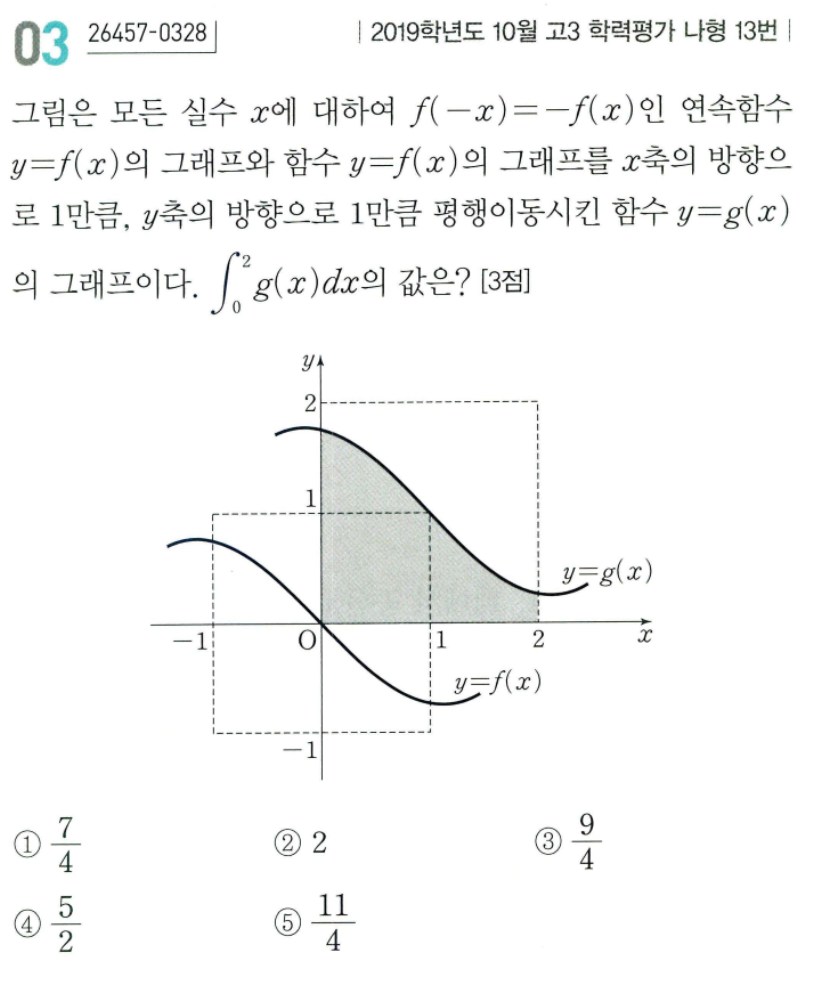 03 26457-0328 | 2019학년도 10월 고3 학력평가 나형 13번 |
그림은 모든 실수 x에 대하여 f(-x)=-f(x)인 연속함수
y=f(x)의 그래프와 함수 y=f(x)의 그래프를 x축의 방향으
로 1만큼, y축의 방향으로 1만큼 평행이동시킨 함수 y=g(x)
의 그래프이다. ∫₀² g(x)dx의 값은? [3점]
y
2
1
y=g(x)
-1 O 1 2 x
y=f(x)
-1
① 7/4 ② 2 ③ 9/4
④ 5/2 ⑤ 11/4